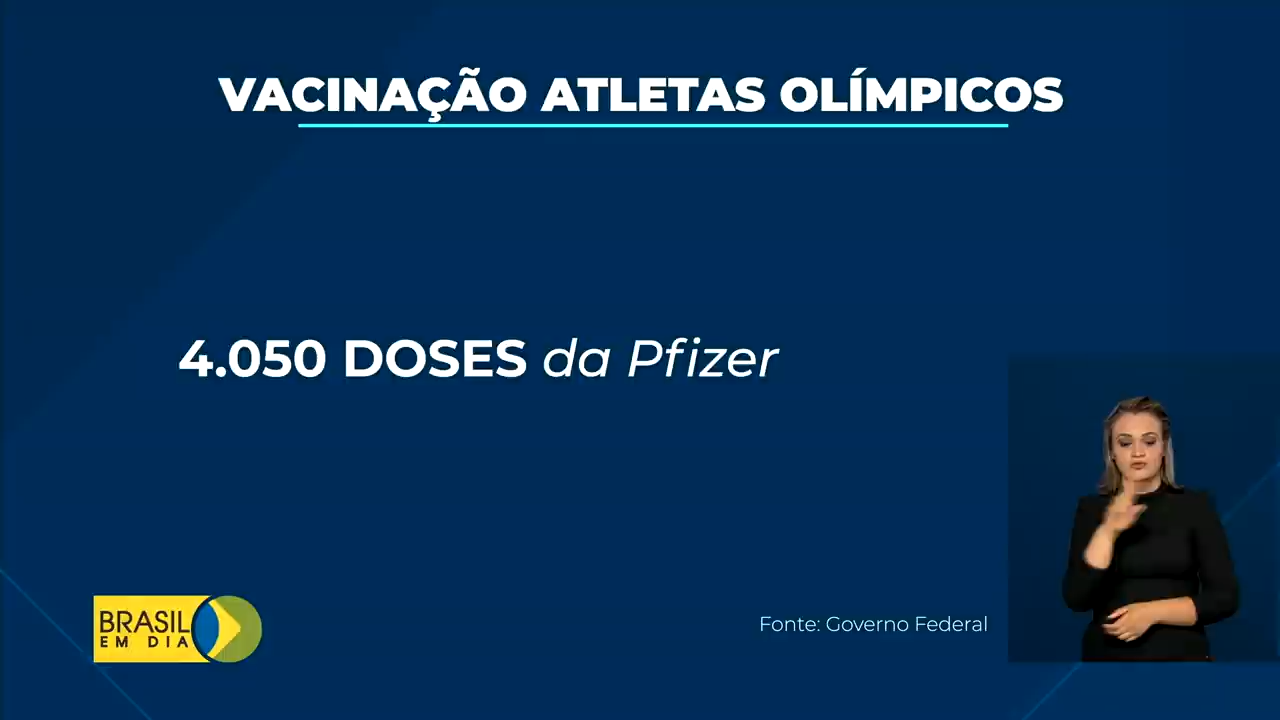 VACINAÇÃO ATLETAS OLÍMPICOS
4.050 DOSES da Pfizer
Fonte: Governo Federal
BRASIL
EM DIA